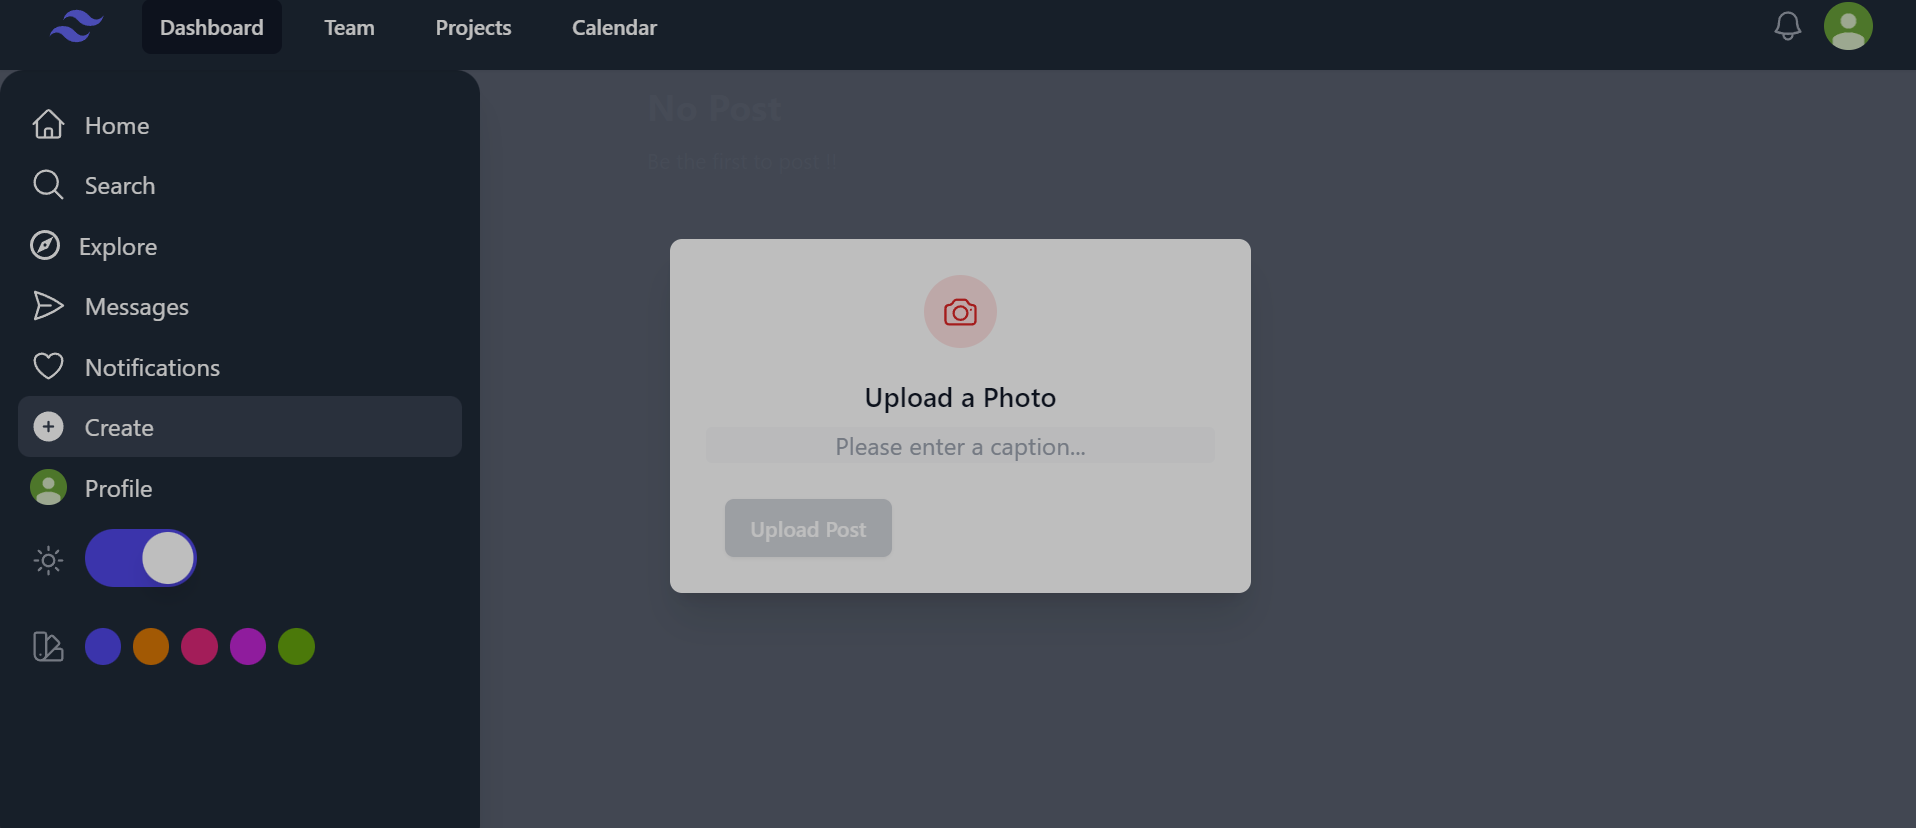 Dashboard Team Projects Calendar
Home
Search
Explore
Messages
Notifications
Create
Profile
No Post
Be the first to post it
Upload a Photo
Please enter a caption...
Upload Post